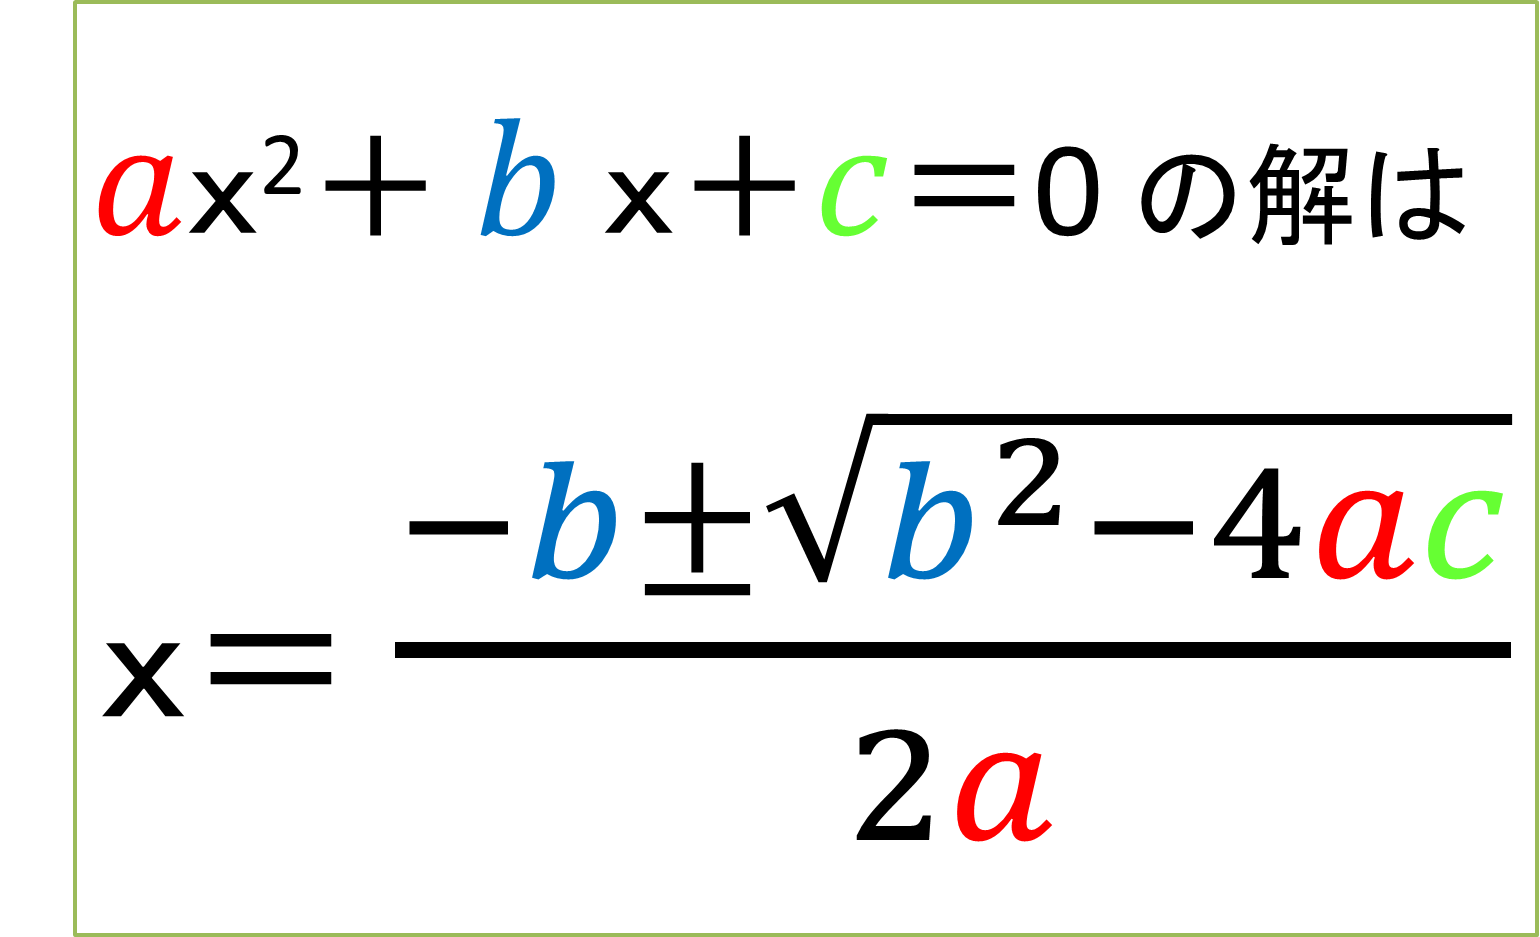 ax²+ b x+c=0 の解は
x= (-b±√(b²-4ac))/(2a)